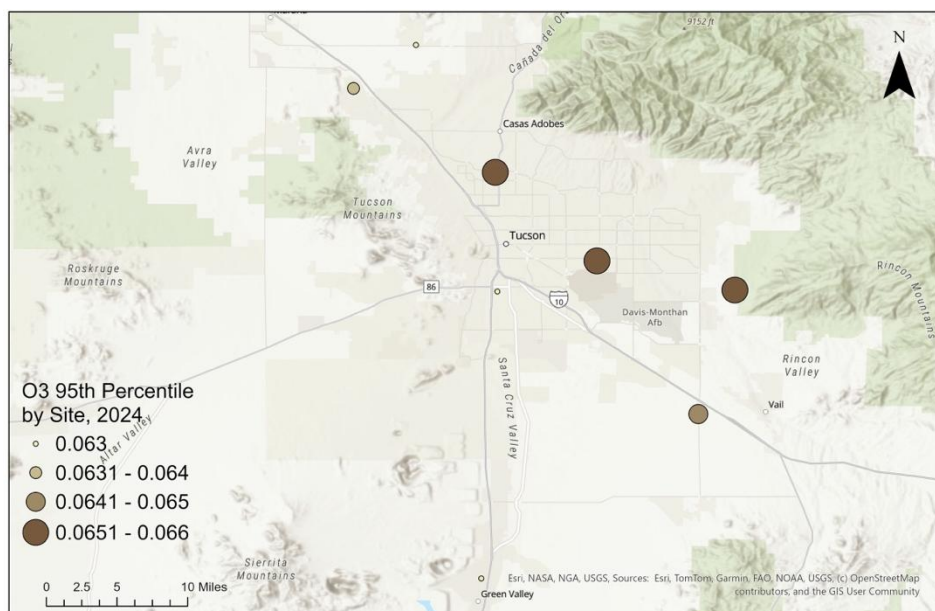 9152 ft
N
Cañada del Oro
Casas Adobes
Avra
Valley
Tucson
Mountains
Tucson
Roskruge
Mountains
86
10
Davis-Monthan
Afb
Rincon Mountains
Rincon
Valley
Santa Cruz Valley
Vail
O3 95th Percentile
by Site, 2024
0.063
0.0631 - 0.064
0.0641 - 0.065
0.0651 - 0.066
Altar Valley
Sierrita
Mountains
0 2.5 5 10 Miles
Green Valley
Esri, NASA, NGA, USGS, Sources: Esri, TomTom, Garmin, FAO, NOAA, USGS, (c) OpenStreetMap
contributors, and the GIS User Community